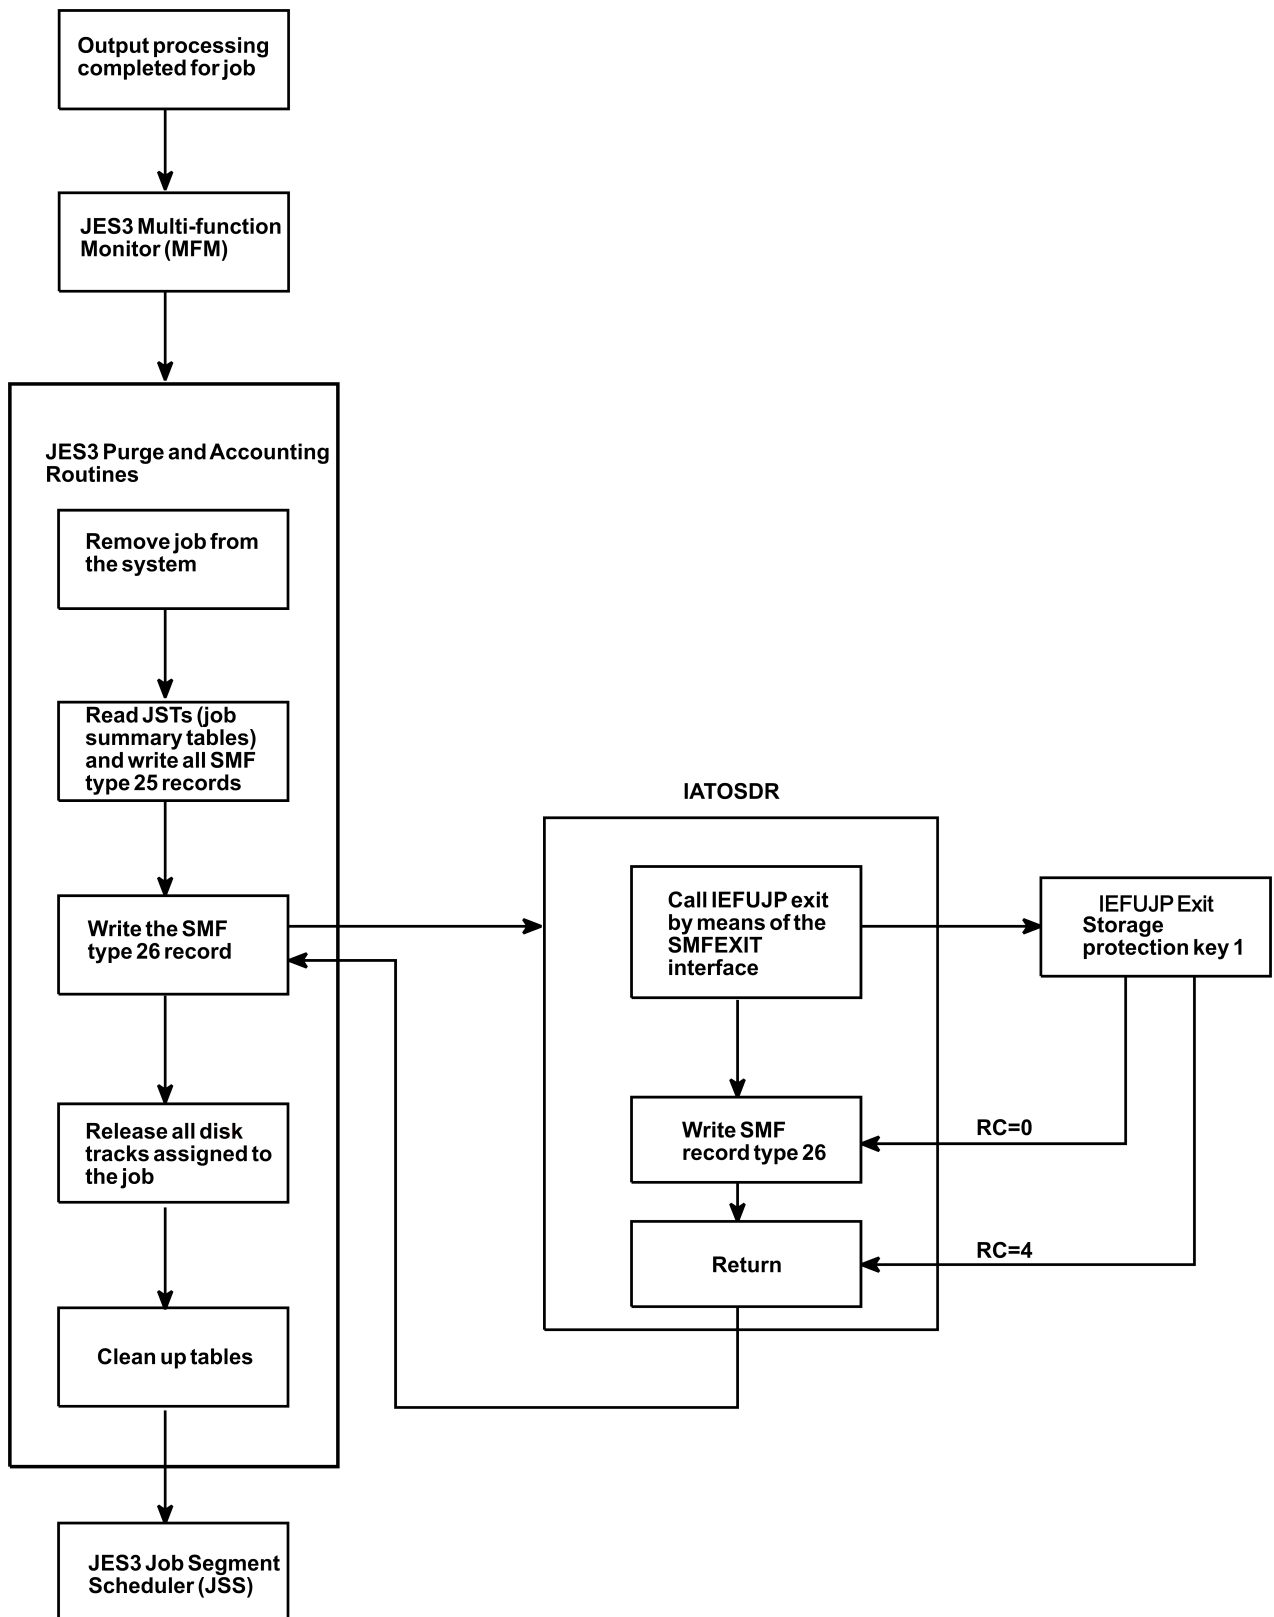 Output processing
completed for job
JES3 Multi-function
Monitor (MFM)
JES3 Purge and Accounting
Routines
Remove job from
the system
Read JSTs (job
summary tables)
and write all SMF
type 25 records
Write the SMF
type 26 record
Release all disk
tracks assigned to
the job
Clean up tables
JES3 Job Segment
Scheduler (JSS)
IATOSDR
Call IEFUJP exit
by means of the
SMFEXIT
interface
Write SMF
record type 26
Return
IEFUJP Exit
Storage
protection key 1
RC=0
RC=4